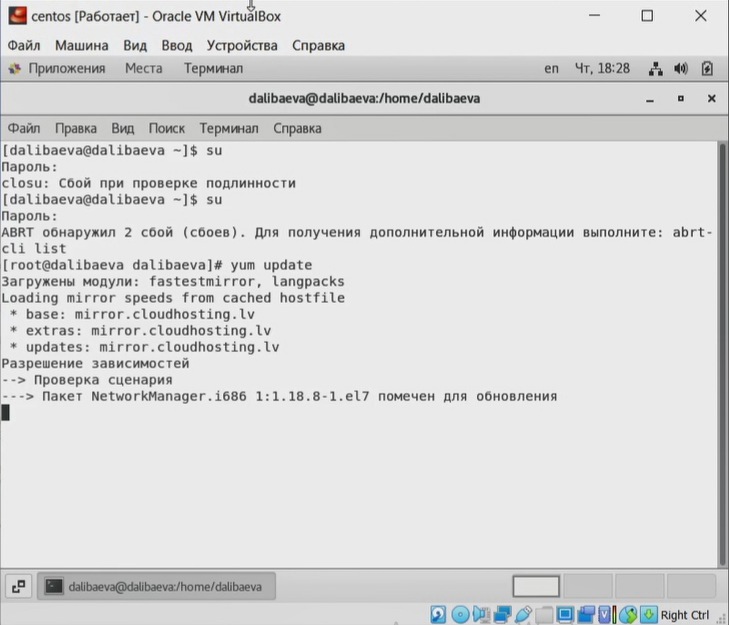 centos [Работает] - Oracle VM VirtualBox
Файл Машина Вид Ввод Устройства Справка
Приложения Места Терминал en Чт, 18:28
dalibaeva@dalibaeva:/home/dalibaeva
Файл Правка Вид Поиск Терминал Справка
[dalibaeva@dalibaeva ~]$ su
Пароль:
closu: Сбой при проверке подлинности
[dalibaeva@dalibaeva ~]$ su
Пароль:
ABRT обнаружил 2 сбой (сбоев). Для получения дополнительной информации выполните: abrt-
cli list
[root@dalibaeva dalibaeva]# yum update
Загружены модули: fastestmirror, langpacks
Loading mirror speeds from cached hostfile
* base: mirror.cloudhosting.lv
* extras: mirror.cloudhosting.lv
* updates: mirror.cloudhosting.lv
Разрешение зависимостей
--> Проверка сценария
---> Пакет NetworkManager.i686 1:1.18.8-1.el7 помечен для обновления
dalibaeva@dalibaeva:/home/dalibaeva
Right Ctrl